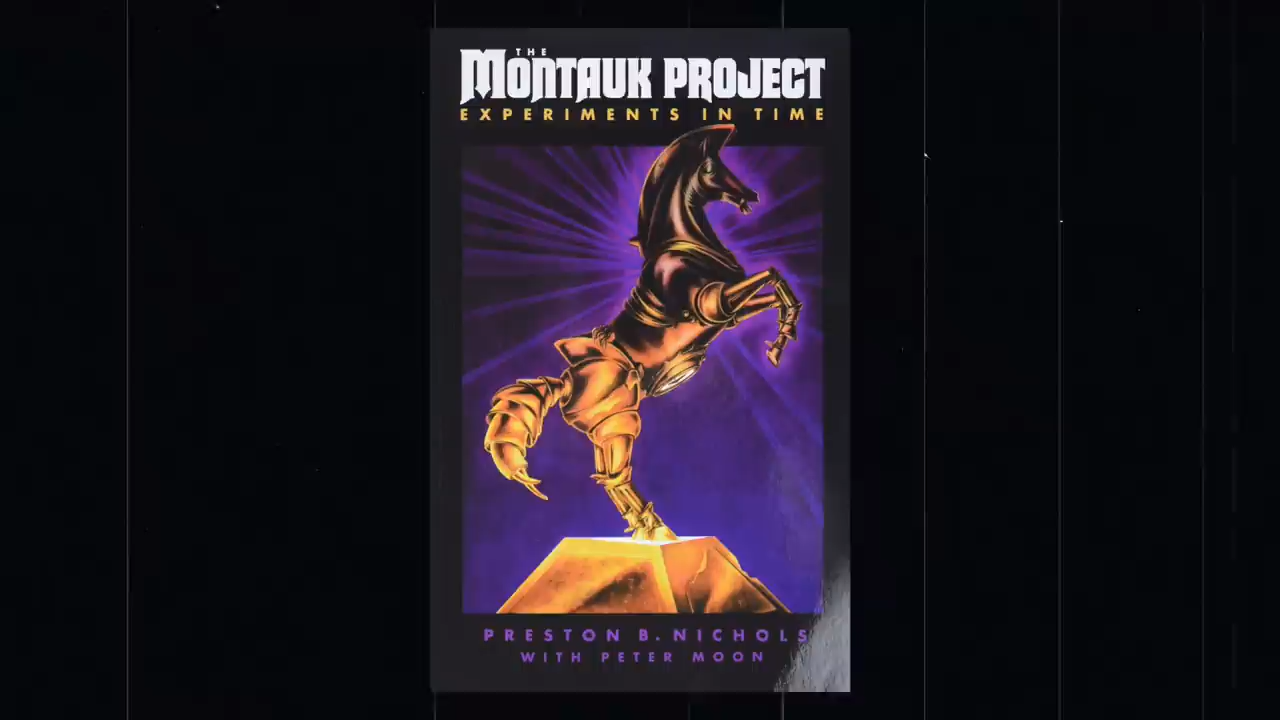 THE
MONTAUK PROJECT
EXPERIMENTS IN TIME
PRESTON B. NICHOLS
WITH PETER MOON